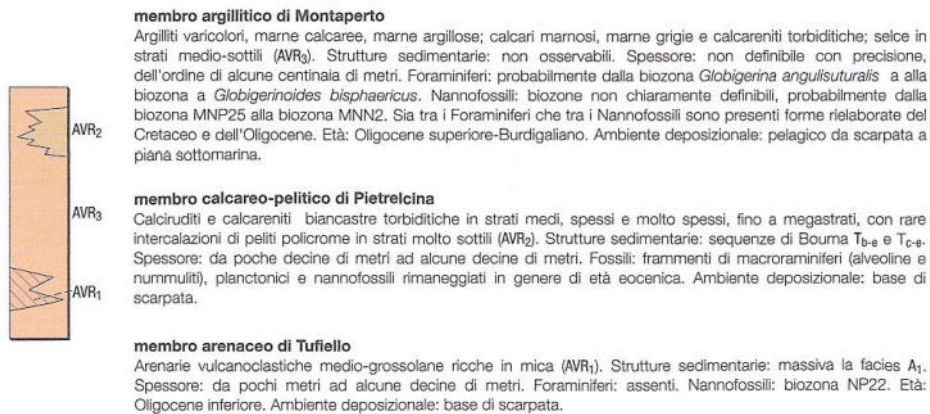 membro argillitico di Montaperto
Argilliti varicolori, marne calcaree, marne argillose; calcari marnosi, marne grigie e calcareniti torbiditiche; selce in
strati medio-sottili (AVR3). Strutture sedimentarie: non osservabili. Spessore: non definibile con precisione,
dell'ordine di alcune centinaia di metri. Foraminiferi: probabilmente dalla biozona Globigerina angulisuturalis a alla
biozona a Globigerinoides bisphaericus. Nannofossili: biozone non chiaramente definibili, probabilmente dalla
biozona MNP25 alla biozona MNN2. Sia tra i Foraminiferi che tra i Nannofossili sono presenti forme rielaborate del
Cretaceo e dell'Oligocene. Età: Oligocene superiore-Burdigaliano. Ambiente deposizionale: pelagico da scarpata a
piana sottomarina.
AVR2
membro calcareo-pelitico di Pietrelcina
Calciruditi e calcareniti biancastre torbiditiche in strati medi, spessi e molto spessi, fino a megastrati, con rare
intercalazioni di peliti policrome in strati molto sottili (AVR2). Strutture sedimentarie: sequenze di Bouma Tb-e e Tc-e.
Spessore: da poche decine di metri ad alcune decine di metri. Fossili: frammenti di macroraminiferi (alveoline e
nummuliti), planctonici e nannofossili rimaneggiati in genere di età eocenica. Ambiente deposizionale: base di
scarpata.
AVR3
AVR1
membro arenaceo di Tufiello
Arenarie vulcanoclastiche medio-grossolane ricche in mica (AVR1). Strutture sedimentarie: massiva la facies A1.
Spessore: da pochi metri ad alcune decine di metri. Foraminiferi: assenti. Nannofossili: biozona NP22. Età:
Oligocene inferiore. Ambiente deposizionale: base di scarpata.